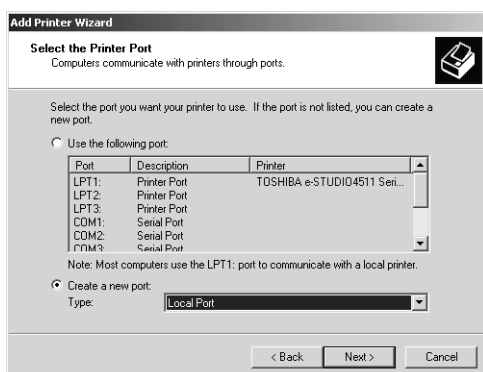 Add Printer Wizard
Select the Printer Port
Computers communicate with printers through ports.
Select the port you want your printer to use. If the port is not listed, you can create a
new port.
Use the following port:
Port Description Printer
LPT1: Printer Port TOSHIBA e-STUDIO4511 Seri...
LPT2: Printer Port
LPT3: Printer Port
COM1: Serial Port
COM2: Serial Port
COM3: Serial Port
Note: Most computers use the LPT1: port to communicate with a local printer.
Create a new port:
Type: Local Port
< Back Next > Cancel